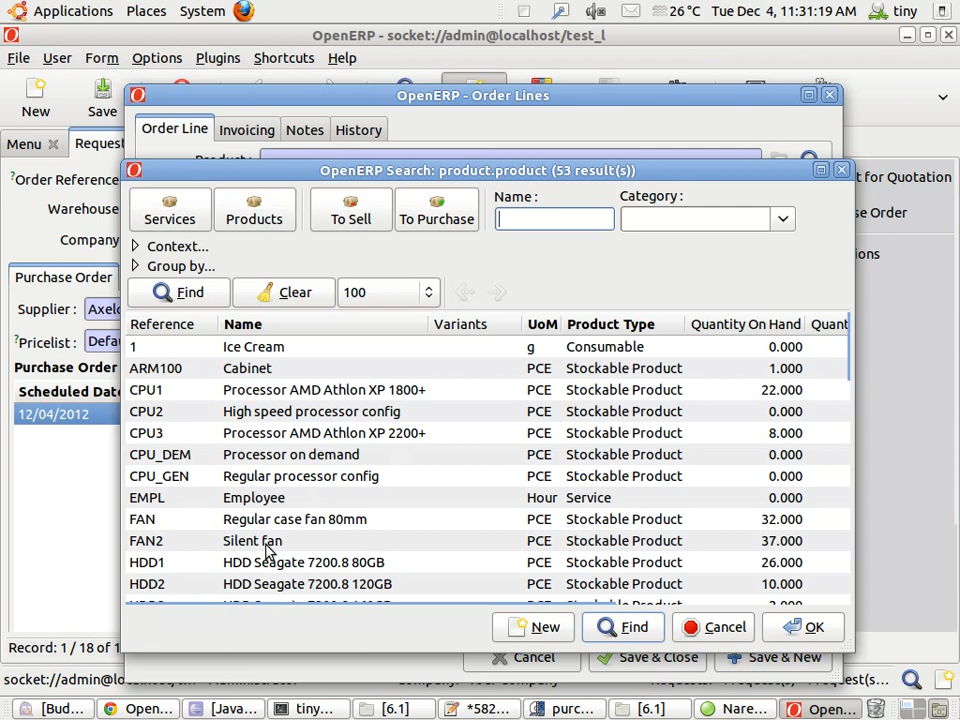 Applications Places System 26 °C Tue Dec 4, 11:31:19 AM tiny
OpenERP - socket://admin@localhost/test_l
File User Form Options Plugins Shortcuts Help
New Save
OpenERP - Order Lines
Menu Request
Order Line Invoicing Notes History
OpenERP Search: product.product (53 result(s))
?Order Reference
Warehouse
Company
Services Products To Sell To Purchase
Name :
Category :
t for Quotation
se Order
ions
Context...
Group by...
Find Clear 100
Purchase Order
Supplier : Axelo
?Pricelist : Defa
Purchase Order
Scheduled Date
12/04/2012
Reference Name Variants UoM Product Type Quantity On Hand Quant
1 Ice Cream g Consumable 0.000
ARM100 Cabinet PCE Stockable Product 1.000
CPU1 Processor AMD Athlon XP 1800+ PCE Stockable Product 22.000
CPU2 High speed processor config PCE Stockable Product 0.000
CPU3 Processor AMD Athlon XP 2200+ PCE Stockable Product 8.000
CPU_DEM Processor on demand PCE Stockable Product 0.000
CPU_GEN Regular processor config PCE Stockable Product 0.000
EMPL Employee Hour Service 0.000
FAN Regular case fan 80mm PCE Stockable Product 32.000
FAN2 Silent fan PCE Stockable Product 37.000
HDD1 HDD Seagate 7200.8 80GB PCE Stockable Product 26.000
HDD2 HDD Seagate 7200.8 120GB PCE Stockable Product 10.000
New Find Cancel OK
Record: 1 / 18 of 1
Cancel Save & Close Save & New
socket://admin@localhost/
[Bud... Open... [Java... tiny... [6.1] *582... purc... [6.1] Nare... Open...